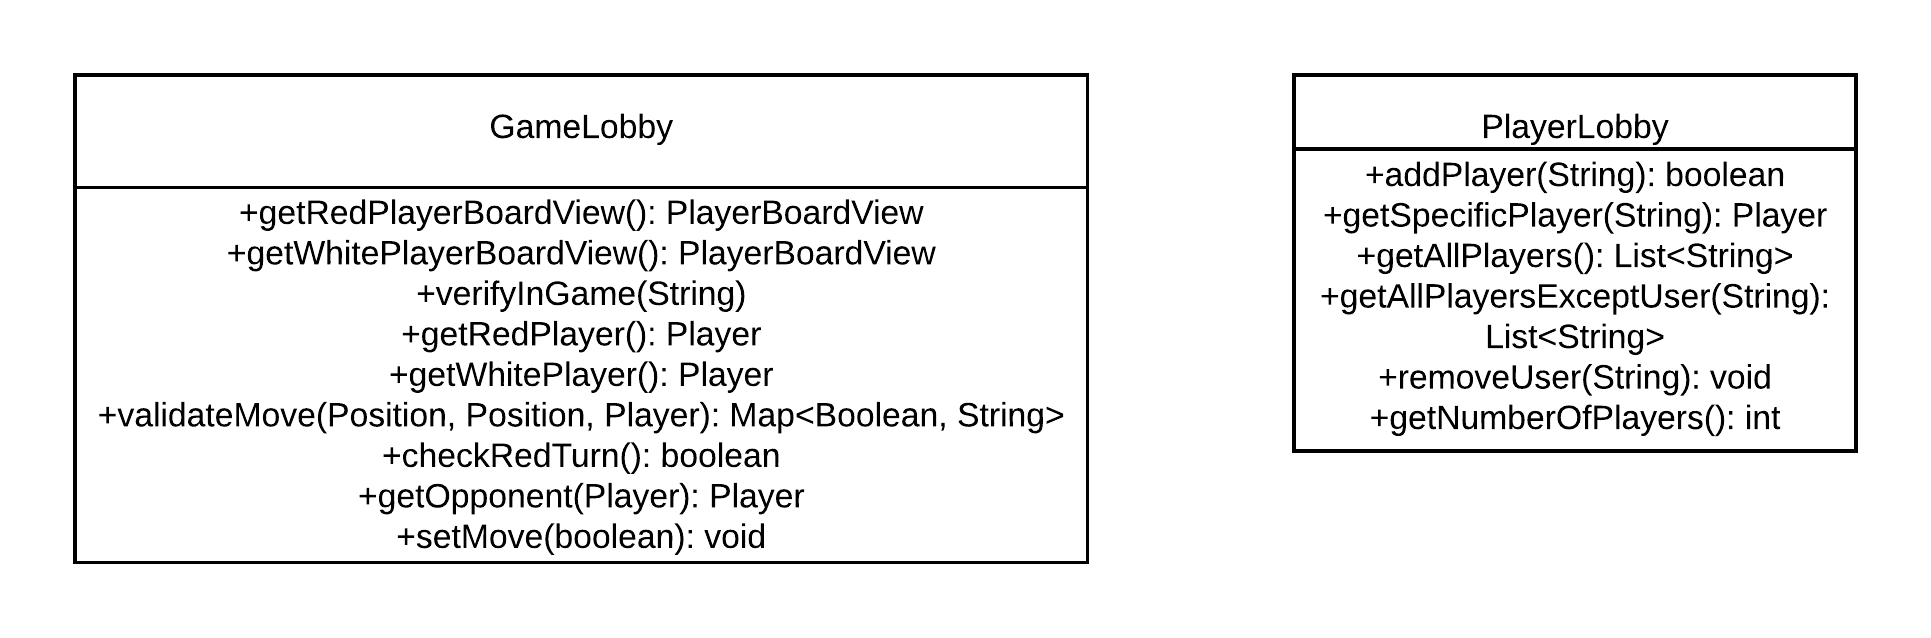 GameLobby
+getRedPlayerBoardView(): PlayerBoardView
+getWhitePlayerBoardView(): PlayerBoardView
+verifyInGame(String)
+getRedPlayer(): Player
+getWhitePlayer(): Player
+validateMove(Position, Position, Player): Map<Boolean, String>
+checkRedTurn(): boolean
+getOpponent(Player): Player
+setMove(boolean): void
PlayerLobby
+addPlayer(String): boolean
+getSpecificPlayer(String): Player
+getAllPlayers(): List<String>
+getAllPlayersExceptUser(String):
List<String>
+removeUser(String): void
+getNumberOfPlayers(): int